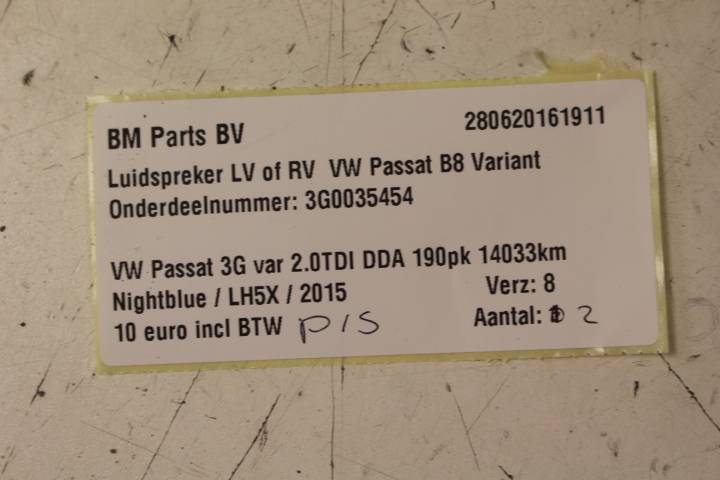 BM Parts BV 280620161911
Luidspreker LV of RV VW Passat B8 Variant
Onderdeelnummer: 3G0035454
VW Passat 3G var 2.0TDI DDA 190pk 14033km
Nightblue / LH5X / 2015 Verz: 8
10 euro incl BTW p/s Aantal: 2